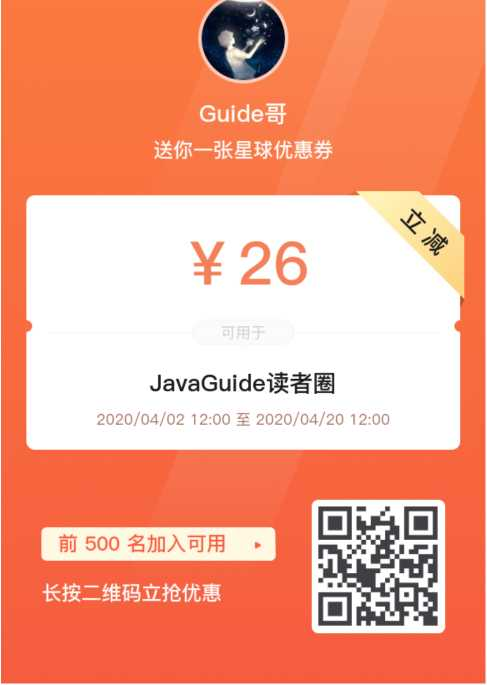 Guide哥
送你一张星球优惠券
立减
¥ 26
可用于
JavaGuide读者圈
2020/04/02 12:00 至 2020/04/20 12:00
前 500 名加入可用
长按二维码立抢优惠